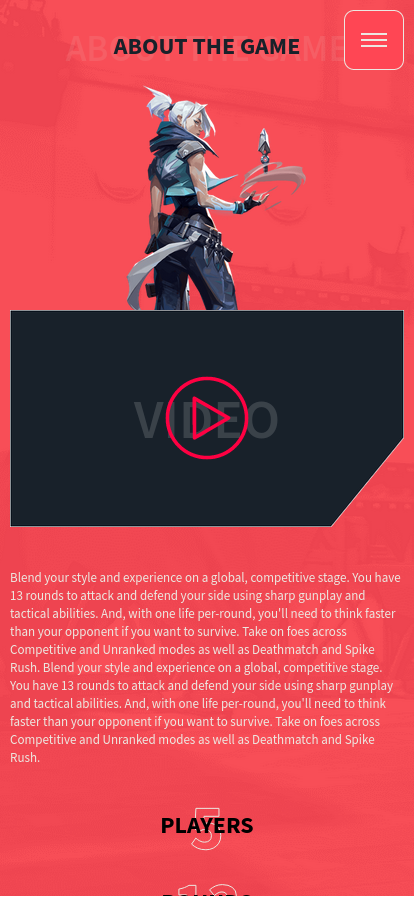 ABOUT THE GAME
ABOUT THE GAME
VIDEO
Blend your style and experience on a global, competitive stage. You have
13 rounds to attack and defend your side using sharp gunplay and
tactical abilities. And, with one life per-round, you'll need to think faster
than your opponent if you want to survive. Take on foes across
Competitive and Unranked modes as well as Deathmatch and Spike
Rush. Blend your style and experience on a global, competitive stage.
You have 13 rounds to attack and defend your side using sharp gunplay
and tactical abilities. And, with one life per-round, you'll need to think
faster than your opponent if you want to survive. Take on foes across
Competitive and Unranked modes as well as Deathmatch and Spike
Rush.
5
PLAYERS
13